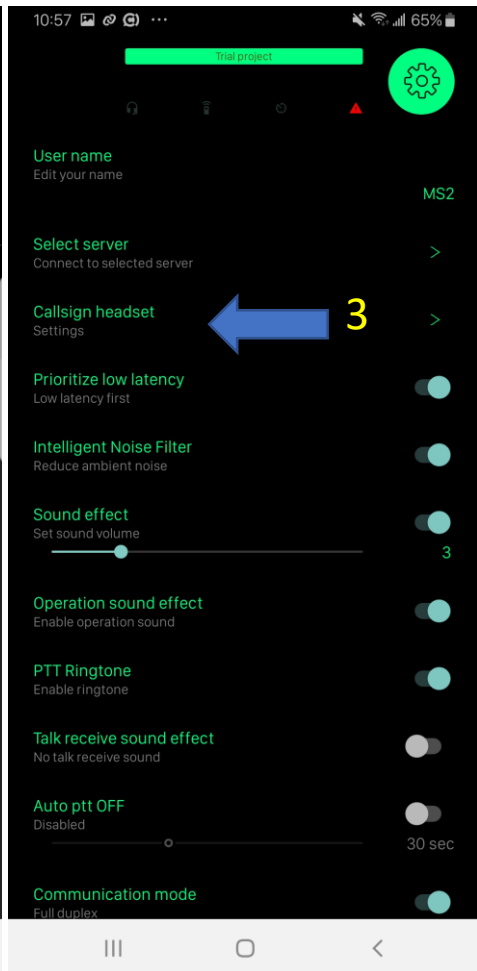 10:57
65%
Trial project
User name
Edit your name
MS2
Select server
Connect to selected server
>
Callsign headset
Settings
3
>
Prioritize low latency
Low latency first
Intelligent Noise Filter
Reduce ambient noise
Sound effect
Set sound volume
3
Operation sound effect
Enable operation sound
PTT Ringtone
Enable ringtone
Talk receive sound effect
No talk receive sound
Auto ptt OFF
Disabled
30 sec
Communication mode
Full duplex